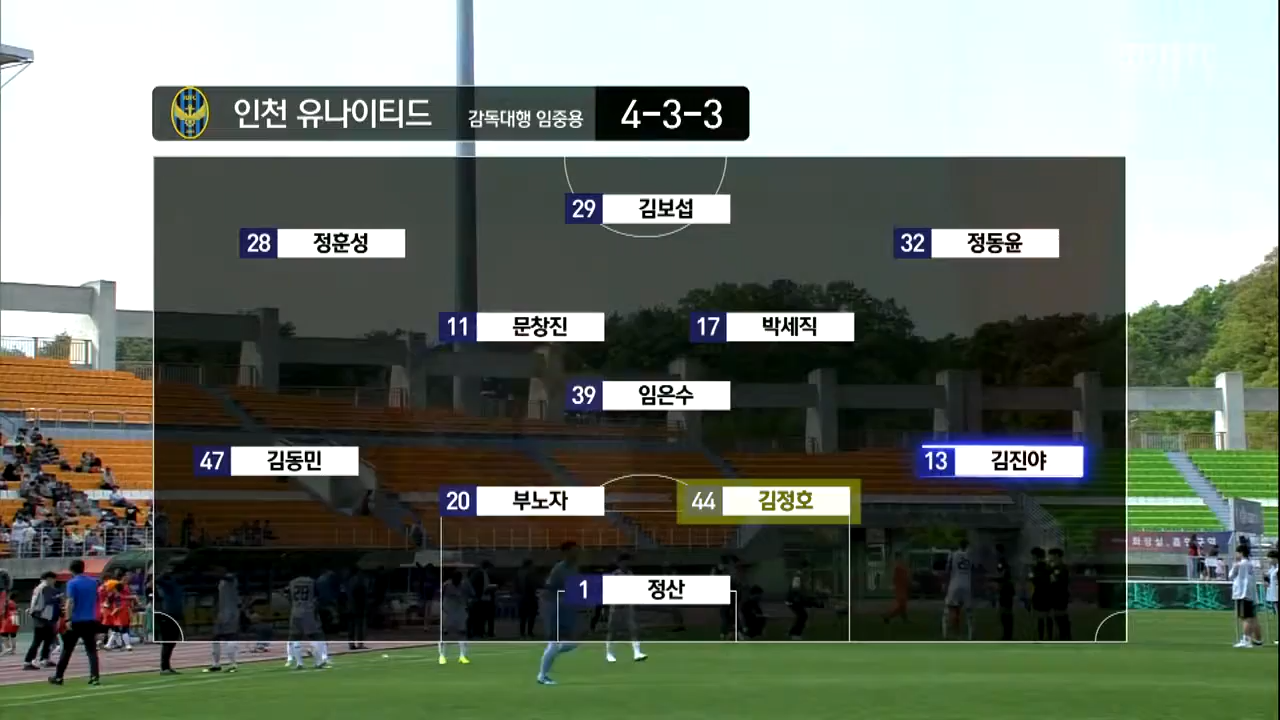 인천 유나이티드 감독대행 임중용 4-3-3
29 김보섭
28 정훈성
32 정동윤
11 문창진
17 박세직
39 임은수
47 김동민
13 김진야
20 부노자
44 김정호
1 정산